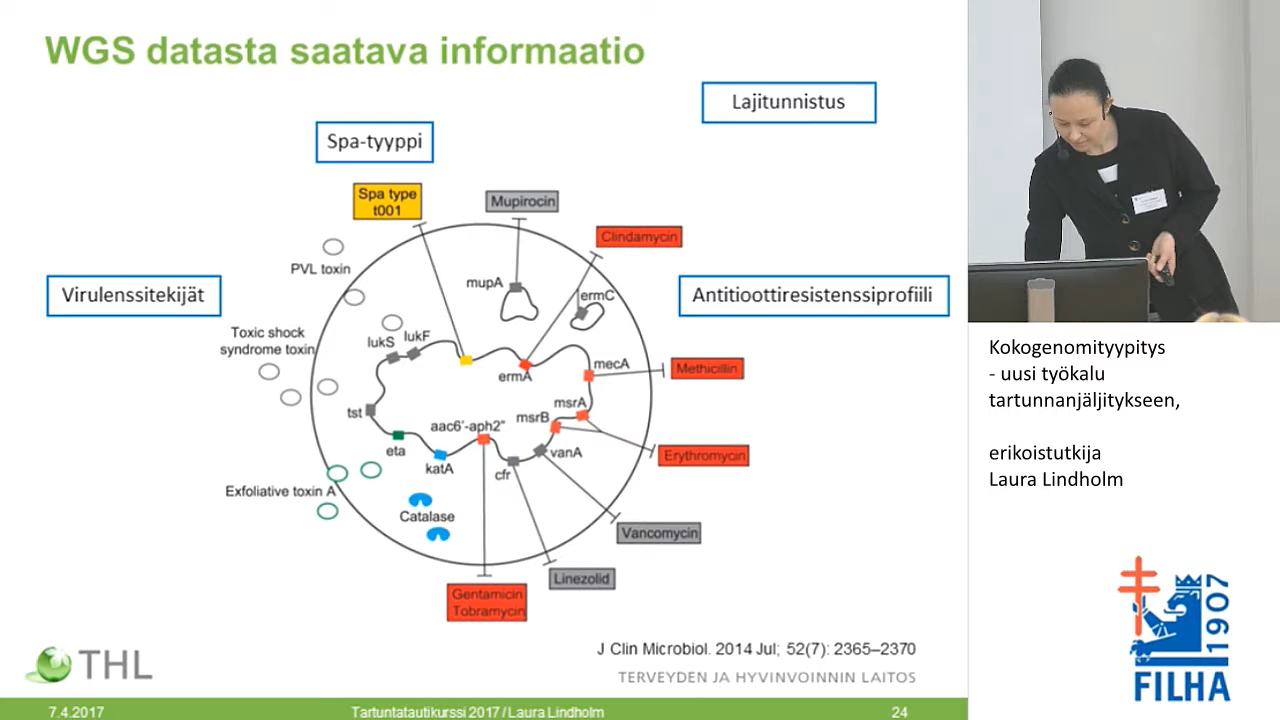 WGS datasta saatava informaatio
Lajitunnistus
Spa-tyyppi
Spa type
t001
Mupirocin
Clindamycin
PVL toxin
mupA
ermC
Virulenssitekijät
Antitioottiresistenssiprofiili
Toxic shock
syndrome toxin
lukS
lukF
ermA
mecA
Methicillin
msrA
tst
aac6'-aph2"
msrB
eta
vanA
Erythromycin
katA
cfr
Exfoliative toxin A
Catalase
Vancomycin
Linezolid
Gentamicin
Tobramycin
J Clin Microbiol. 2014 Jul; 52(7): 2365–2370
THL
TERVEYDEN JA HYVINVOINNIN LAITOS
7.4.2017
Tartuntatautikurssi 2017 / Laura Lindholm
24
Kokogenomityypitys
- uusi työkalu
tartunnanjäljitykseen,
erikoistutkija
Laura Lindholm
1907
FILHA